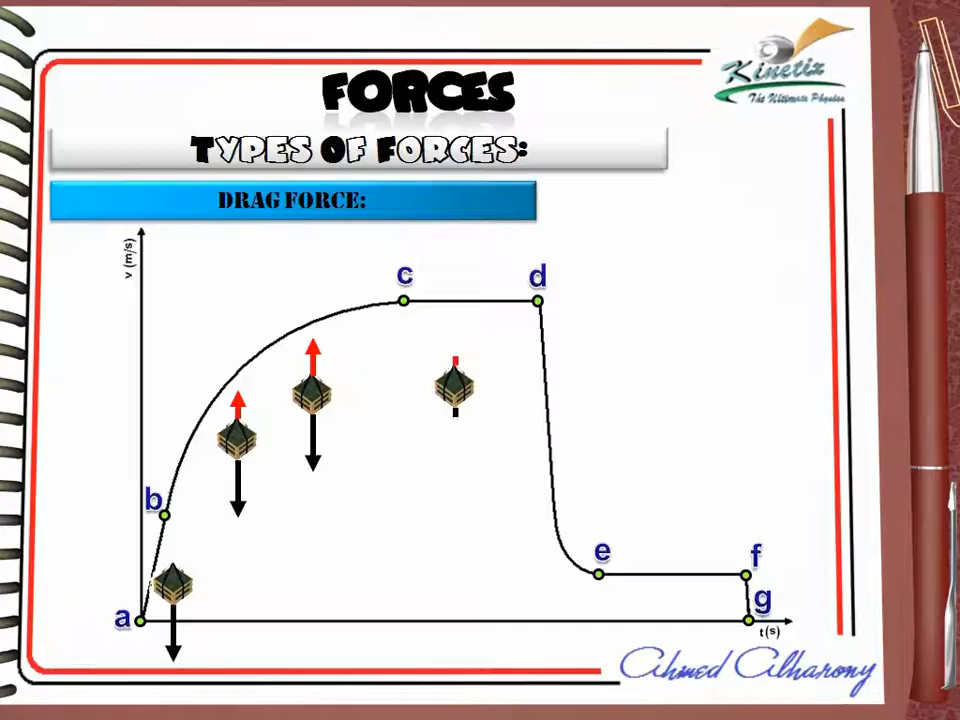 Kinetix
The Ultimate Physics
FORCES
TYPES OF FORCES:
DRAG FORCE:
v (m/s)
c
d
b
e
f
a
g
t (s)
Ahmed Alharony